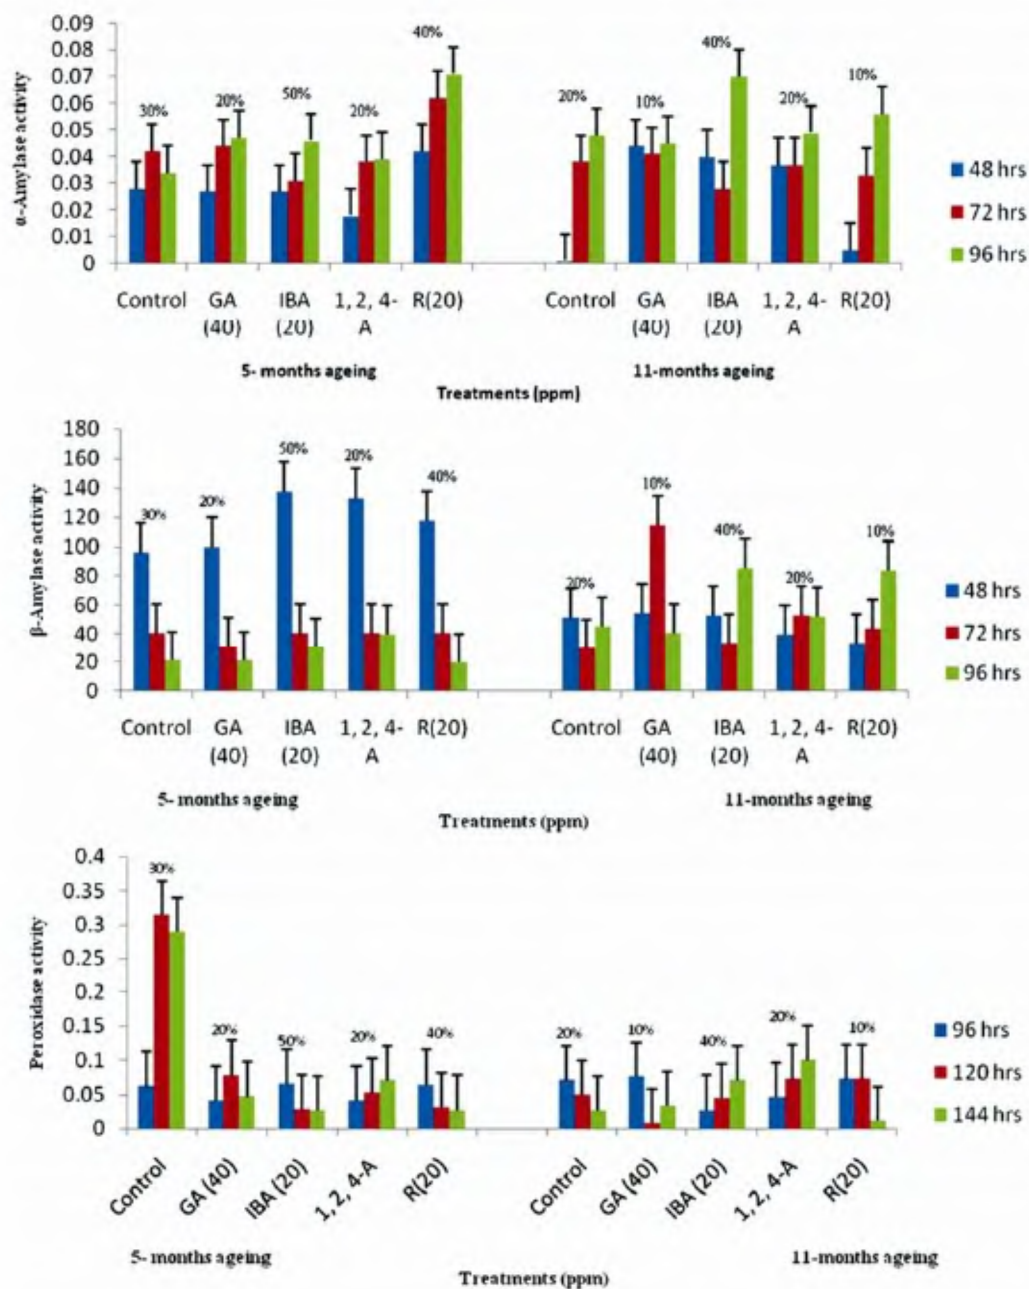 0.09
0.08
0.07
0.06
0.05
0.04
0.03
0.02
0.01
0
α-Amylase activity
30%
20%
50%
20%
40%
20%
10%
40%
20%
10%
48 hrs
72 hrs
96 hrs
Control GA (40) IBA (20) 1, 2, 4-A R(20) Control GA (40) IBA (20) 1, 2, 4-A R(20)
5- months ageing 11-months ageing
Treatments (ppm)
180
160
140
120
100
80
60
40
20
0
β-Amylase activity
30%
20%
50%
20%
40%
20%
10%
40%
20%
10%
48 hrs
72 hrs
96 hrs
Control GA (40) IBA (20) 1, 2, 4-A R(20) Control GA (40) IBA (20) 1, 2, 4-A R(20)
5- months ageing 11-months ageing
Treatments (ppm)
0.4
0.35
0.3
0.25
0.2
0.15
0.1
0.05
0
Peroxidase activity
30%
20%
50%
20%
40%
20%
10%
40%
20%
10%
96 hrs
120 hrs
144 hrs
Control GA (40) IBA (20) 1, 2, 4-A R(20) Control GA (40) IBA (20) 1, 2, 4-A R(20)
5- months ageing 11-months ageing
Treatments (ppm)